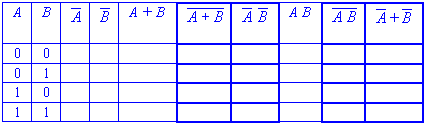 A B A̅ B̅ A + B A̅ ̅+̅ ̅B̅ A̅ B̅ A B A̅ ̅B̅ A̅ + B̅
0 0
0 1
1 0
1 1